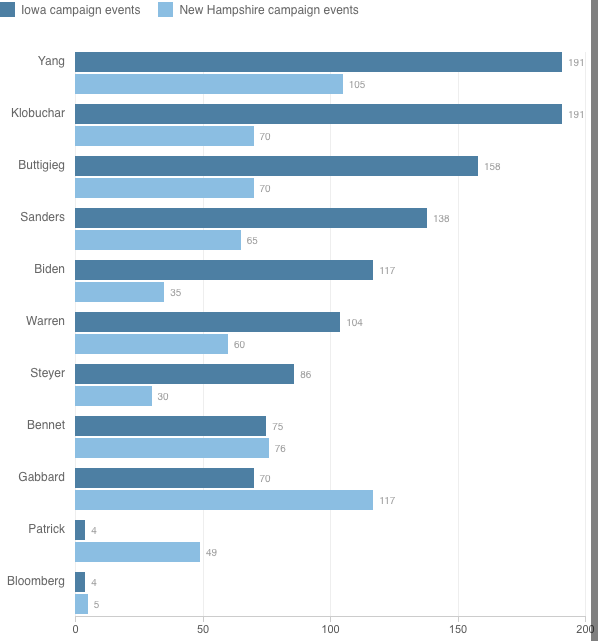 Iowa campaign events New Hampshire campaign events
Yang 191
105
Klobuchar 191
70
Buttigieg 158
70
Sanders 138
65
Biden 117
35
Warren 104
60
Steyer 86
30
Bennet 75
76
Gabbard 70
117
Patrick 4
49
Bloomberg 4
5
0 50 100 150 200